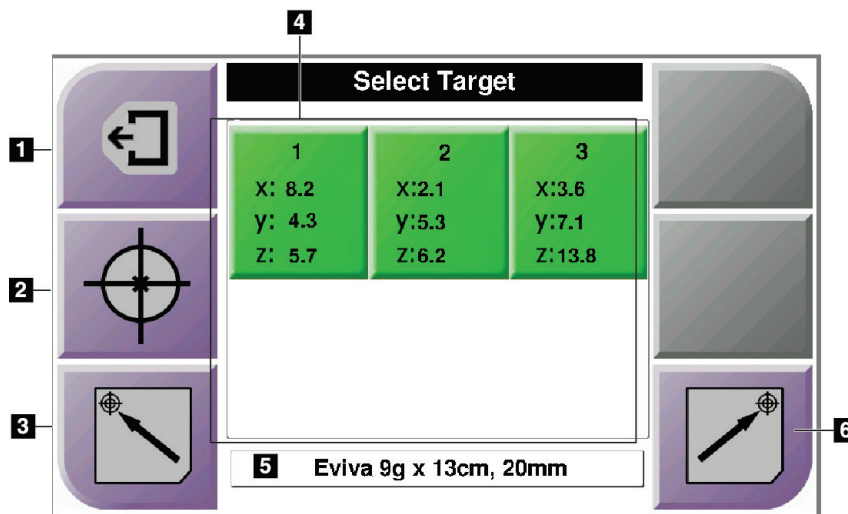 4
Select Target
1
1 2 3
x: 8.2 x:2.1 x:3.6
y: 4.3 y:5.3 y:7.1
z: 5.7 z:6.2 z:13.8
2
3
6
5 Eviva 9g x 13cm, 20mm